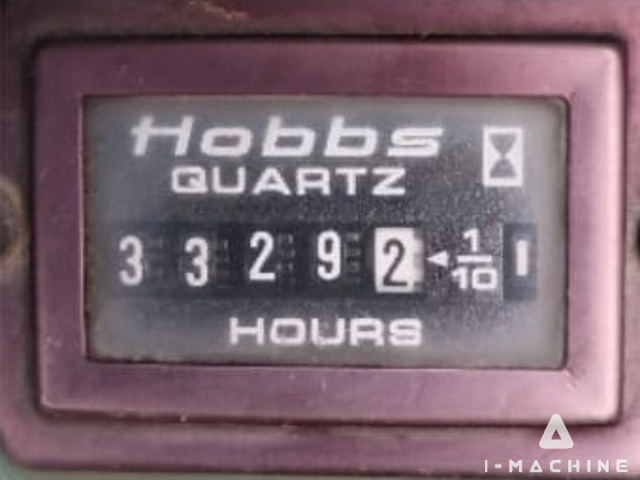 Hobbs
QUARTZ
3 3 2 9 2 ◄ 1/10
HOURS
I-MACHINE